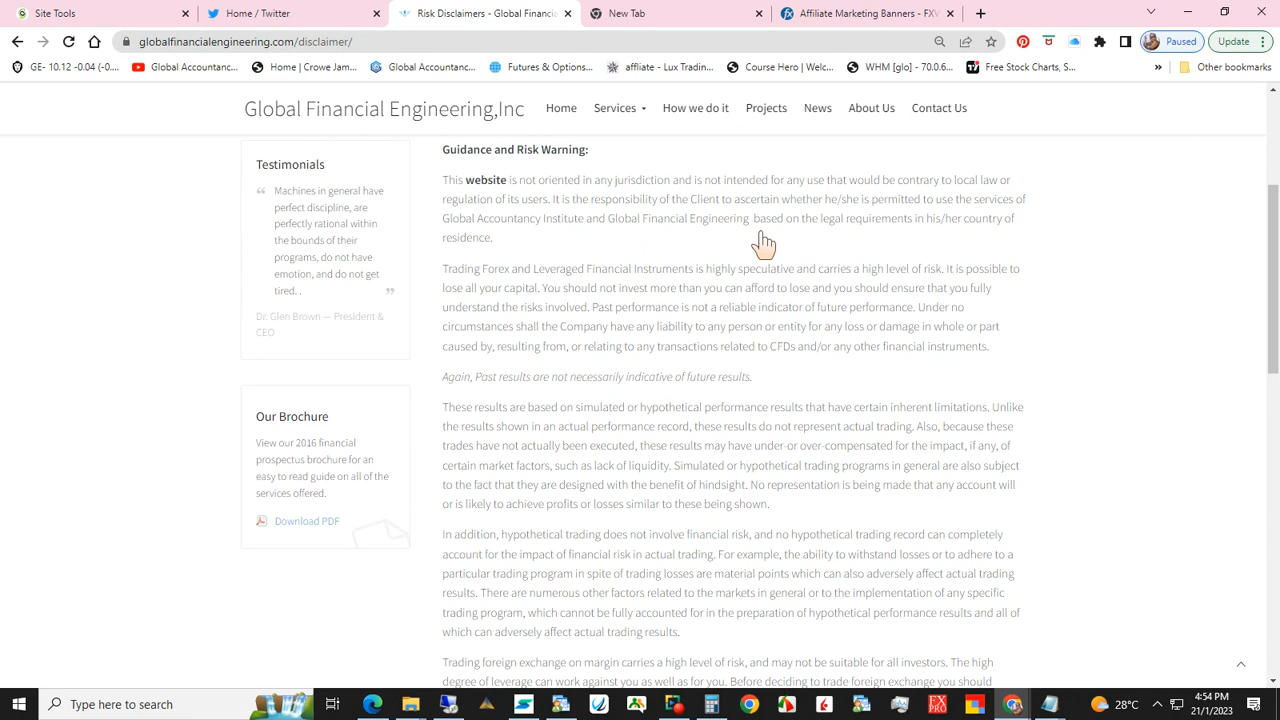 Site Tools
Home / Twitter
Risk Disclaimers - Global Financia
New Tab
Affiliate Marketing Banners - FXV
globalfinancialengineering.com/disclaimer/
Paused
Update
GE- 10.12 -0.04 (-0....
Global Accountanc...
Home | Crowe Jam...
Global Accountanc...
Futures & Options...
affliate - Lux Tradin...
Course Hero | Welc...
WHM [glo] - 70.0.6...
Free Stock Charts, S...
»
Other bookmarks
Global Financial Engineering,Inc
Home
Services
How we do it
Projects
News
About Us
Contact Us
Testimonials
“ Machines in general have
perfect discipline, are
perfectly rational within
the bounds of their
programs, do not have
emotion, and do not get
tired. . ”
Dr. Glen Brown — President &
CEO
Our Brochure
View our 2016 financial
prospectus brochure for an
easy to read guide on all of the
services offered.
Download PDF
Guidance and Risk Warning:
This website is not oriented in any jurisdiction and is not intended for any use that would be contrary to local law or
regulation of its users. It is the responsibility of the Client to ascertain whether he/she is permitted to use the services of
Global Accountancy Institute and Global Financial Engineering based on the legal requirements in his/her country of
residence.
Trading Forex and Leveraged Financial Instruments is highly speculative and carries a high level of risk. It is possible to
lose all your capital. You should not invest more than you can afford to lose and you should ensure that you fully
understand the risks involved. Past performance is not a reliable indicator of future performance. Under no
circumstances shall the Company have any liability to any person or entity for any loss or damage in whole or part
caused by, resulting from, or relating to any transactions related to CFDs and/or any other financial instruments.
Again, Past results are not necessarily indicative of future results.
These results are based on simulated or hypothetical performance results that have certain inherent limitations. Unlike
the results shown in an actual performance record, these results do not represent actual trading. Also, because these
trades have not actually been executed, these results may have under-or over-compensated for the impact, if any, of
certain market factors, such as lack of liquidity. Simulated or hypothetical trading programs in general are also subject
to the fact that they are designed with the benefit of hindsight. No representation is being made that any account will
or is likely to achieve profits or losses similar to these being shown.
In addition, hypothetical trading does not involve financial risk, and no hypothetical trading record can completely
account for the impact of financial risk in actual trading. For example, the ability to withstand losses or to adhere to a
particular trading program in spite of trading losses are material points which can also adversely affect actual trading
results. There are numerous other factors related to the markets in general or to the implementation of any specific
trading program, which cannot be fully accounted for in the preparation of hypothetical performance results and all of
which can adversely affect actual trading results.
Trading foreign exchange on margin carries a high level of risk, and may not be suitable for all investors. The high
degree of leverage can work against you as well as for you. Before deciding to trade foreign exchange you should
Type here to search
28°C
4:54 PM
21/1/2023